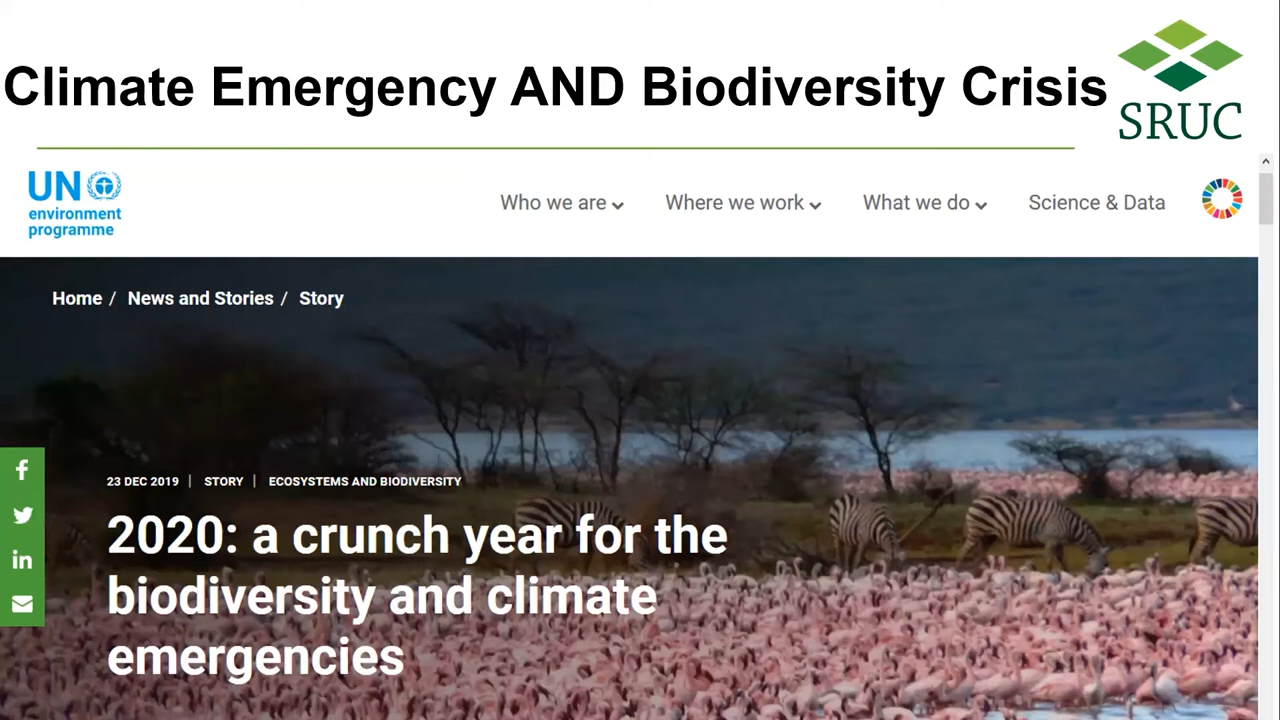 Climate Emergency AND Biodiversity Crisis
SRUC
UN
environment
programme
Who we are
Where we work
What we do
Science & Data
Home / News and Stories / Story
23 DEC 2019 | STORY | ECOSYSTEMS AND BIODIVERSITY
2020: a crunch year for the
biodiversity and climate
emergencies